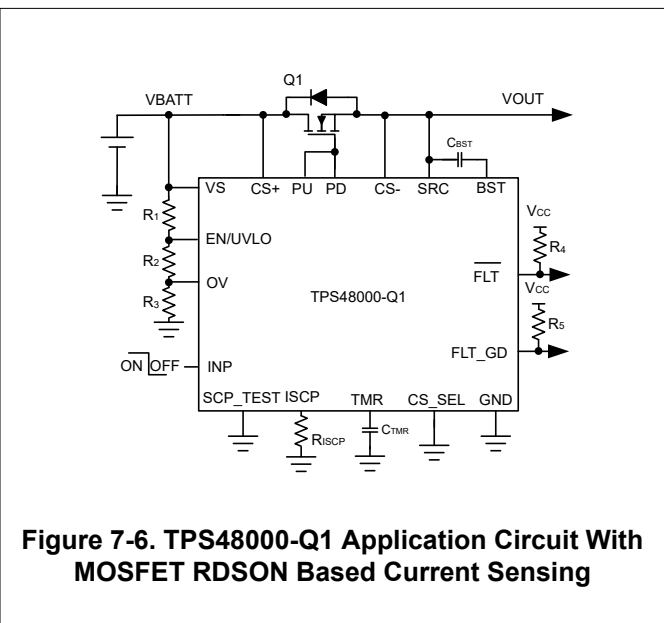 Q1
VBATT
VOUT
CBST
VS CS+ PU PD CS- SRC BST
R1
EN/UVLO
R2
OV
R3
TPS48000-Q1
VCC
R4
FLT
VCC
R5
FLT_GD
ON OFF
INP
SCP_TEST ISCP TMR CS_SEL GND
RISCP
CTMR
Figure 7-6. TPS48000-Q1 Application Circuit With
MOSFET RDSON Based Current Sensing